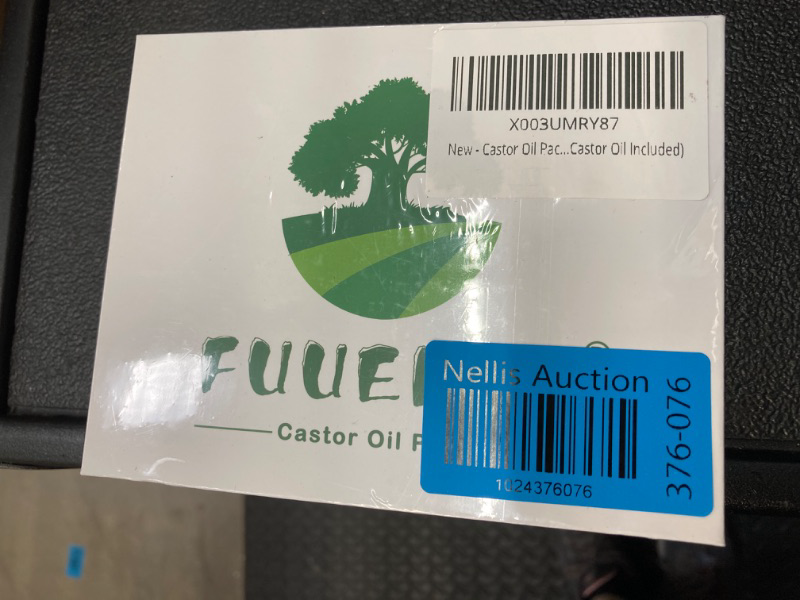 X003UMRY87
New - Castor Oil Pac...Castor Oil Included)
Nellis Auction
376-076
1024376076
Castor Oil
®